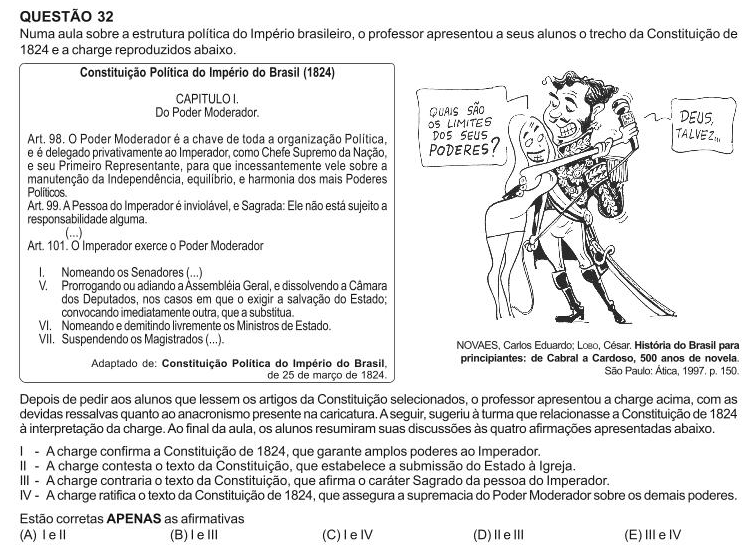 QUESTÃO 32
Numa aula sobre a estrutura política do Império brasileiro, o professor apresentou a seus alunos o trecho da Constituição de
1824 e a charge reproduzidos abaixo.
Constituição Política do Império do Brasil (1824)
CAPITULO I.
Do Poder Moderador.
Art. 98. O Poder Moderador é a chave de toda a organização Política,
e é delegado privativamente ao Imperador, como Chefe Supremo da Nação,
e seu Primeiro Representante, para que incessantemente vele sobre a
manutenção da Independência, equilíbrio, e harmonia dos mais Poderes
Políticos.
Art. 99. A Pessoa do Imperador é inviolável, e Sagrada: Ele não está sujeito a
responsabilidade alguma.
(...)
Art. 101. O Imperador exerce o Poder Moderador
I. Nomeando os Senadores (...)
V. Prorrogando ou adiando a Assembléia Geral, e dissolvendo a Câmara
dos Deputados, nos casos em que o exigir a salvação do Estado;
convocando imediatamente outra, que a substitua.
VI. Nomeando e demitindo livremente os Ministros de Estado.
VII. Suspendendo os Magistrados (...).
Adaptado de: Constituição Política do Império do Brasil,
de 25 de março de 1824.
QUAIS SÃO
OS LIMITES
DOS SEUS
PODERES?
DEUS,
TALVEZ...
NOVAES, Carlos Eduardo; LOBO, César. História do Brasil para
principiantes: de Cabral a Cardoso, 500 anos de novela.
São Paulo: Ática, 1997. p. 150.
Depois de pedir aos alunos que lessem os artigos da Constituição selecionados, o professor apresentou a charge acima, com as
devidas ressalvas quanto ao anacronismo presente na caricatura. A seguir, sugeriu à turma que relacionasse a Constituição de 1824
à interpretação da charge. Ao final da aula, os alunos resumiram suas discussões às quatro afirmações apresentadas abaixo.
I - A charge confirma a Constituição de 1824, que garante amplos poderes ao Imperador.
II - A charge contesta o texto da Constituição, que estabelece a submissão do Estado à Igreja.
III - A charge contraria o texto da Constituição, que afirma o caráter Sagrado da pessoa do Imperador.
IV - A charge ratifica o texto da Constituição de 1824, que assegura a supremacia do Poder Moderador sobre os demais poderes.
Estão corretas APENAS as afirmativas
(A) I e II (B) I e III (C) I e IV (D) II e III (E) III e IV